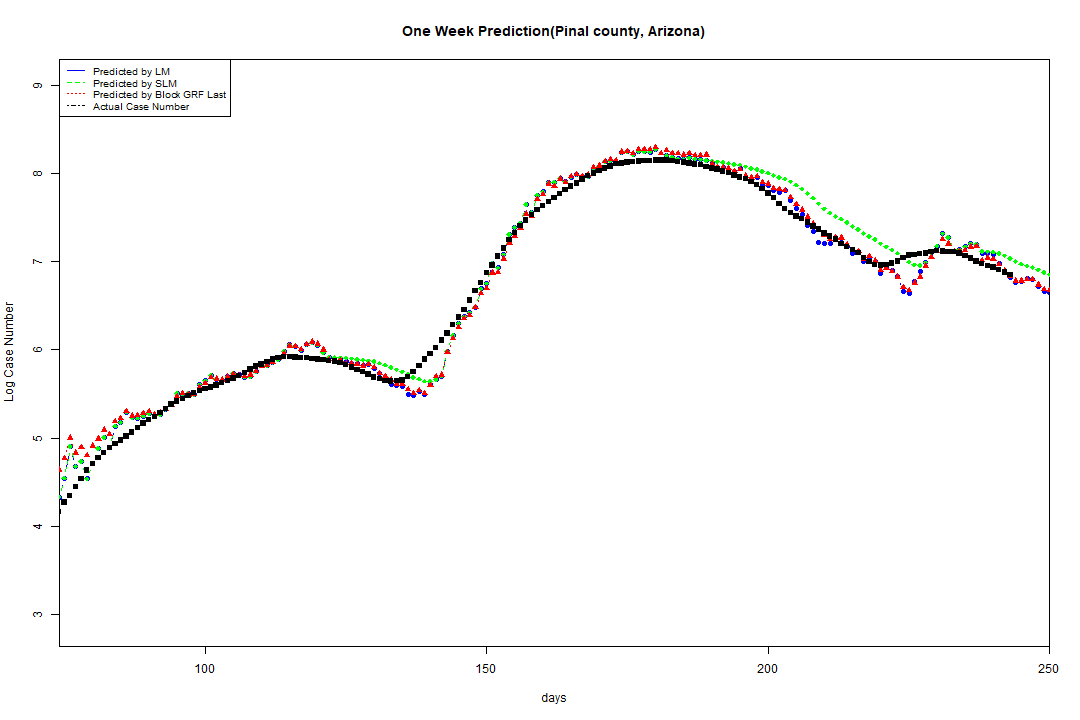 One Week Prediction(Pinal county, Arizona)
Predicted by LM
Predicted by SLM
Predicted by Block GRF Last
Actual Case Number
9
8
7
6
5
4
3
Log Case Number
100
150
200
250
days